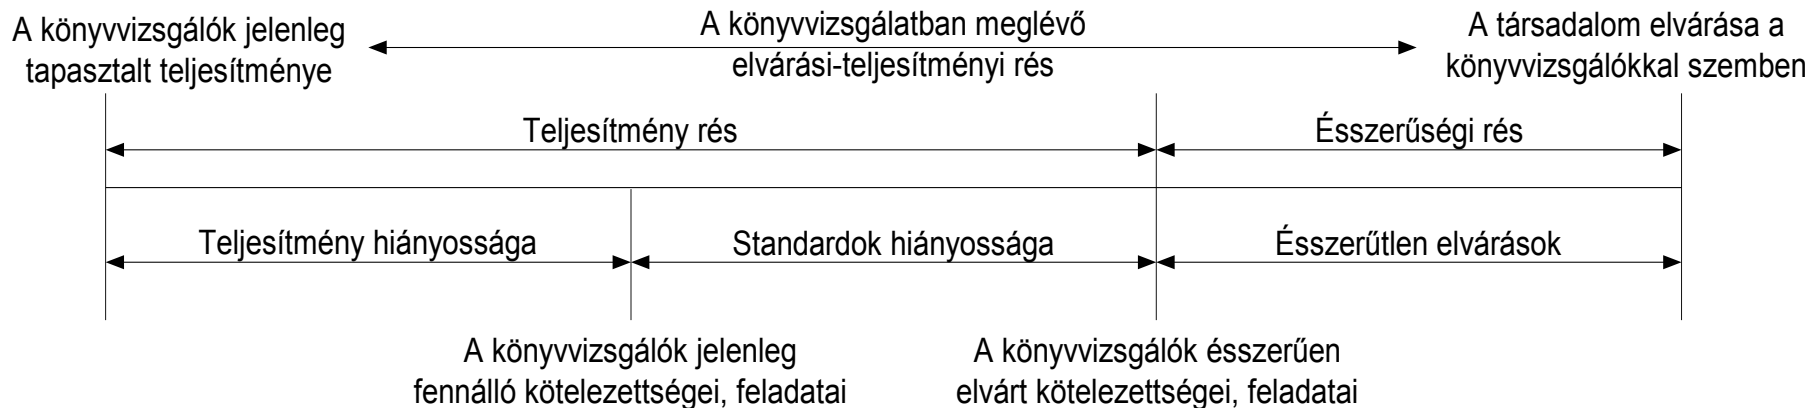 A könyvvizsgálók jelenleg
tapasztalt teljesítménye
A könyvvizsgálatban meglévő
elvárási-teljesítményi rés
A társadalom elvárása a
könyvvizsgálókkal szemben
Teljesítmény rés
Ésszerűségi rés
Teljesítmény hiányossága
Standardok hiányossága
Ésszerűtlen elvárások
A könyvvizsgálók jelenleg
fennálló kötelezettségei, feladatai
A könyvvizsgálók ésszerűen
elvárt kötelezettségei, feladatai